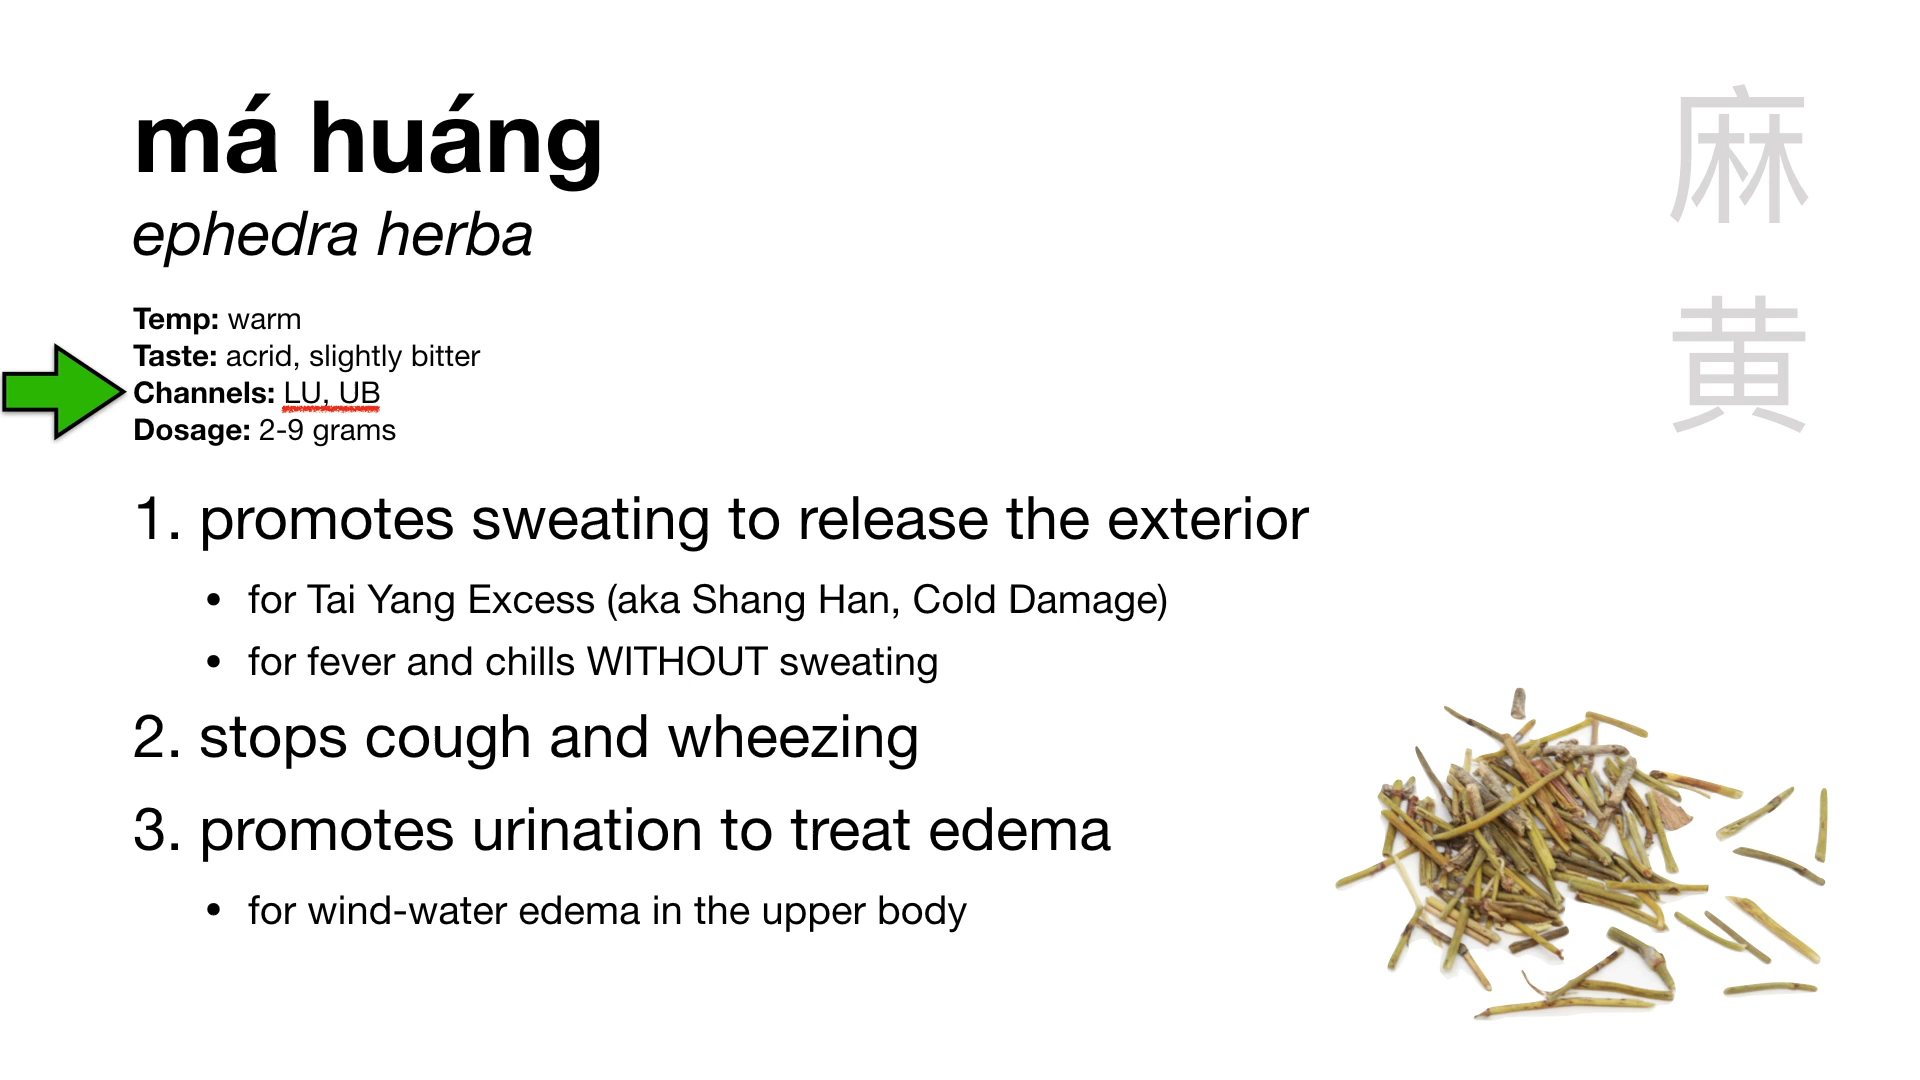 má huáng
ephedra herba
Temp: warm
Taste: acrid, slightly bitter
Channels: LU, UB
Dosage: 2-9 grams
1. promotes sweating to release the exterior
• for Tai Yang Excess (aka Shang Han, Cold Damage)
• for fever and chills WITHOUT sweating
2. stops cough and wheezing
3. promotes urination to treat edema
• for wind-water edema in the upper body
麻
黄